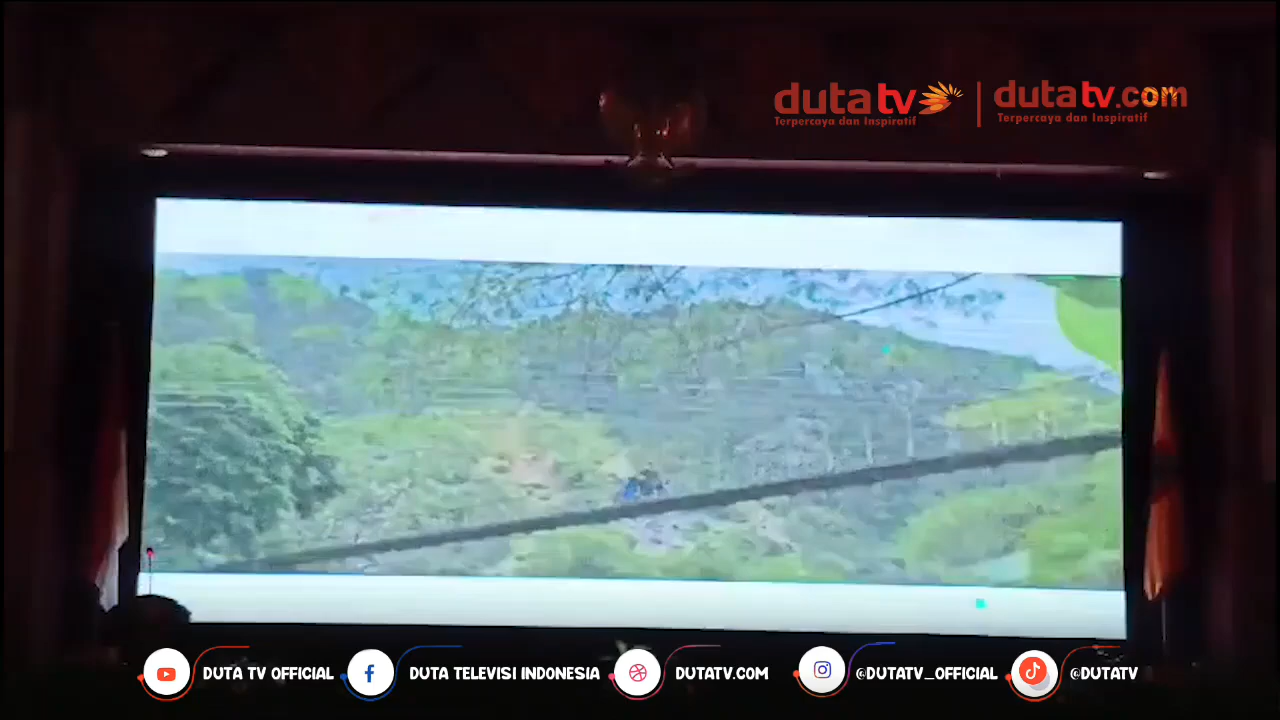 dutatv | dutatv.com
Terpercaya dan Inspiratif Terpercaya dan Inspiratif
DUTA TV OFFICIAL DUTA TELEVISI INDONESIA DUTATV.COM @DUTATV_OFFICIAL @DUTATV